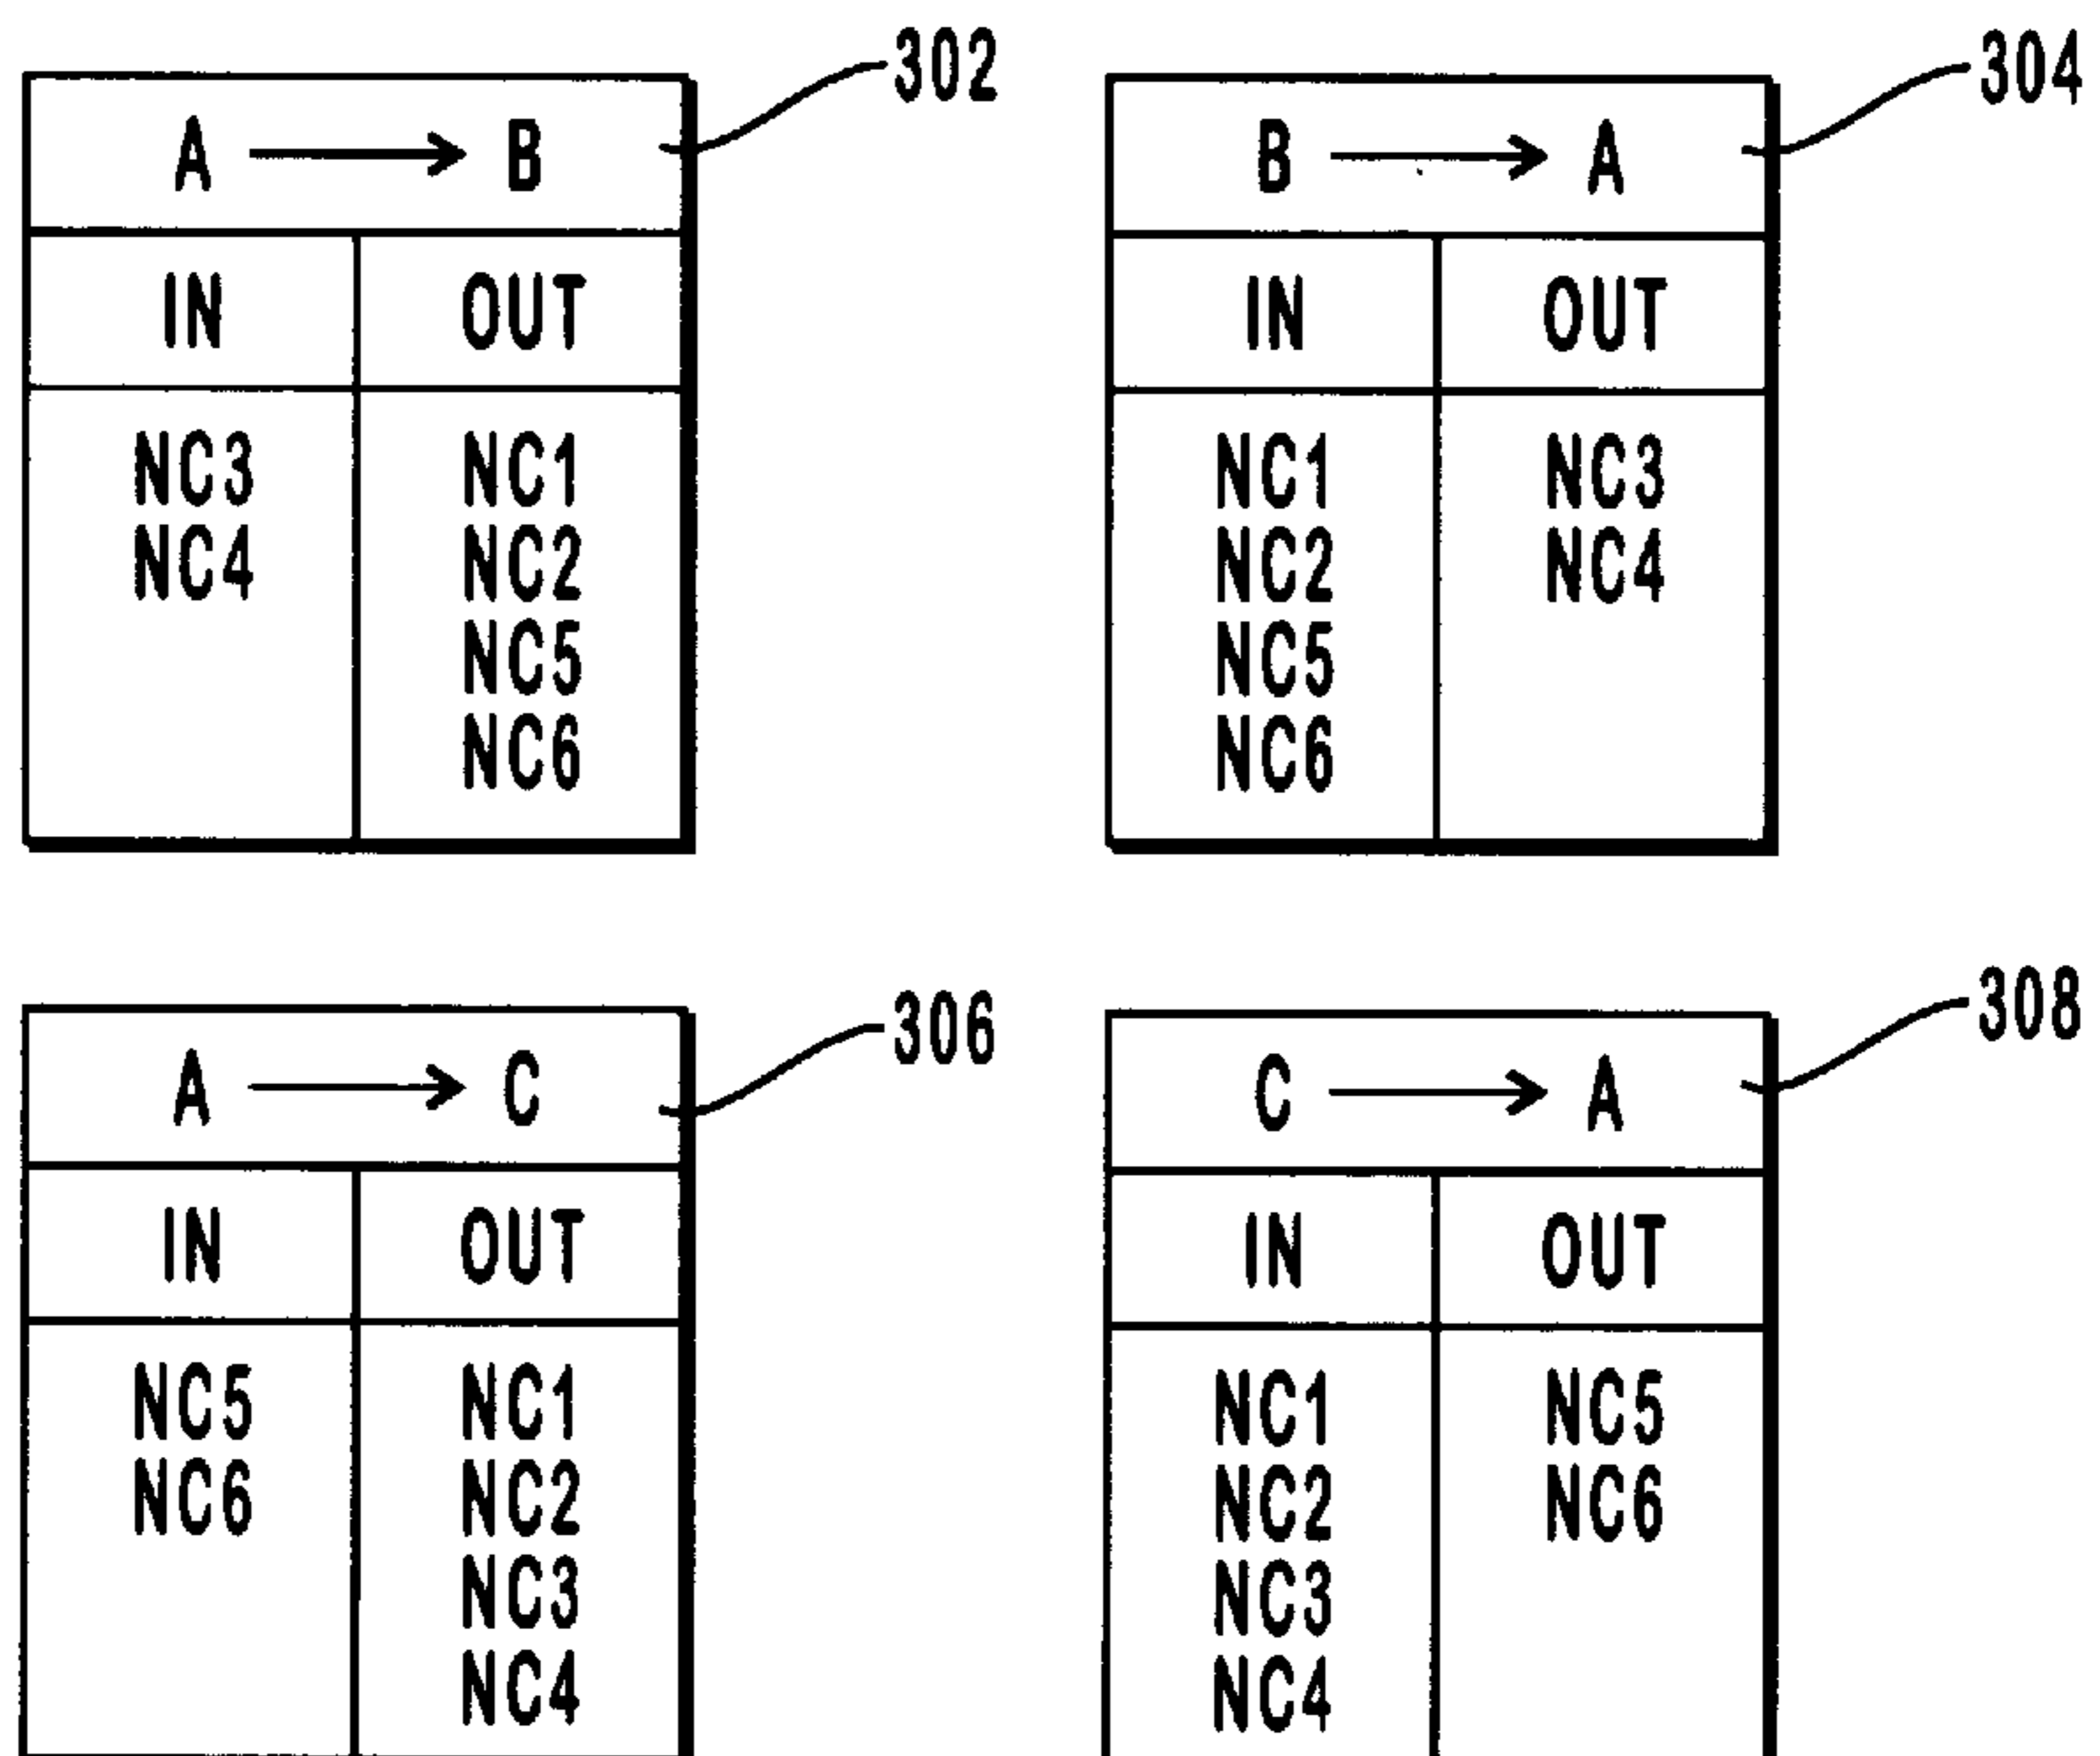 302
A → B
IN OUT
NC3 NC1
NC4 NC2
NC5
NC6
304
B → A
IN OUT
NC1 NC3
NC2 NC4
NC5
NC6
306
A → C
IN OUT
NC5 NC1
NC6 NC2
NC3
NC4
308
C → A
IN OUT
NC1 NC5
NC2 NC6
NC3
NC4